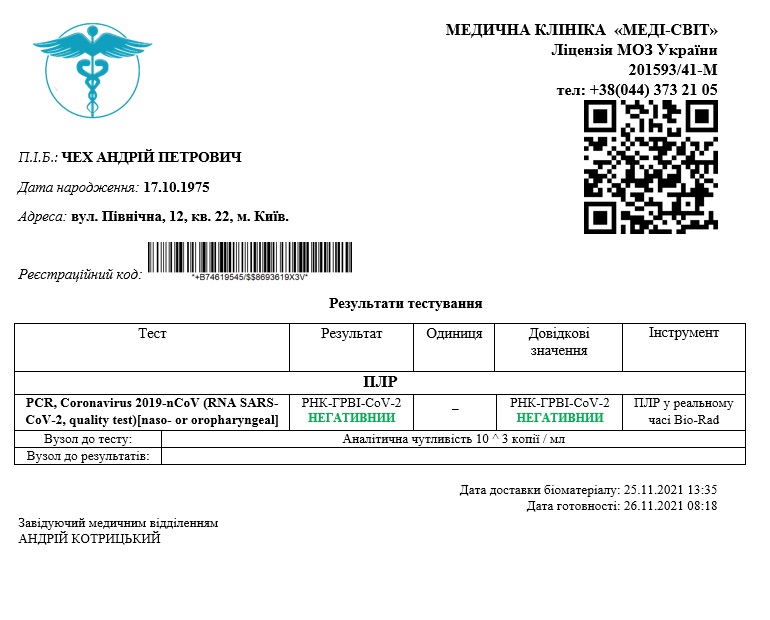 МЕДИЧНА КЛІНІКА «МЕДІ-СВІТ»
Ліцензія МОЗ України
201593/41-М
тел: +38(044) 373 21 05
П.І.Б.: ЧЕХ АНДРІЙ ПЕТРОВИЧ
Дата народження: 17.10.1975
Адреса: вул. Північна, 12, кв. 22, м. Київ.
Реєстраційний код:
*+B74619545/$$8693619X3V*
Результати тестування
Тест Результат Одиниця Довідкові Інструмент
значення
ПЛР
PCR, Coronavirus 2019-nCoV (RNA SARS- РНК-ГРВІ-CoV-2 – РНК-ГРВІ-CoV-2 ПЛР у реальному
CoV-2, quality test)[naso- or oropharyngeal] НЕГАТИВНИИ НЕГАТИВНИИ часі Bio-Rad
Вузол до тесту: Аналітична чутливість 10 ^ 3 копії / мл
Вузол до результатів:
Дата доставки біоматеріалу: 25.11.2021 13:35
Дата готовності: 26.11.2021 08:18
Завідуючий медичним відділенням
АНДРІЙ КОТРИЦЬКИЙ